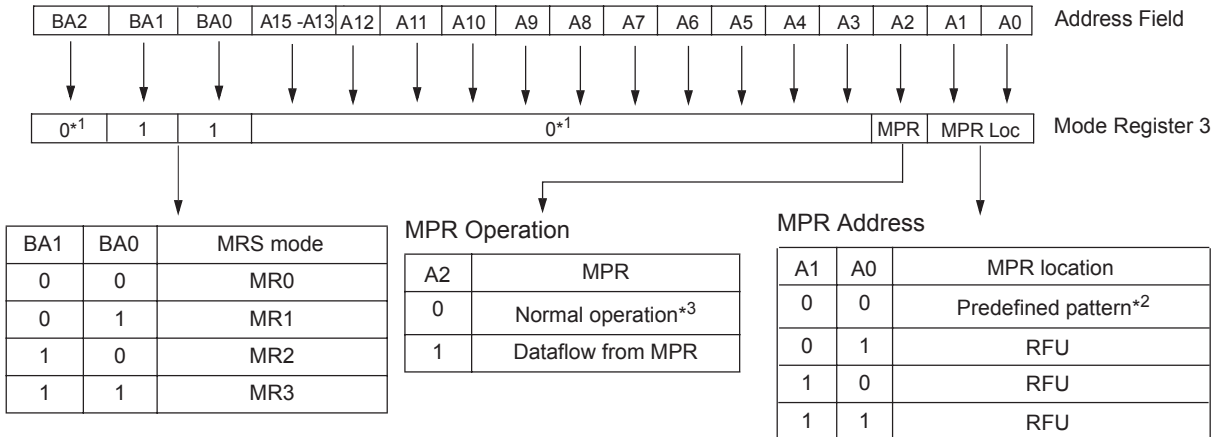 BA2 BA1 BA0 A15 -A13 A12 A11 A10 A9 A8 A7 A6 A5 A4 A3 A2 A1 A0 Address Field
0*1 1 1 0*1 MPR MPR Loc Mode Register 3
BA1 BA0 MRS mode
0 0 MR0
0 1 MR1
1 0 MR2
1 1 MR3
MPR Operation
A2 MPR
0 Normal operation*3
1 Dataflow from MPR
MPR Address
A1 A0 MPR location
0 0 Predefined pattern*2
0 1 RFU
1 0 RFU
1 1 RFU